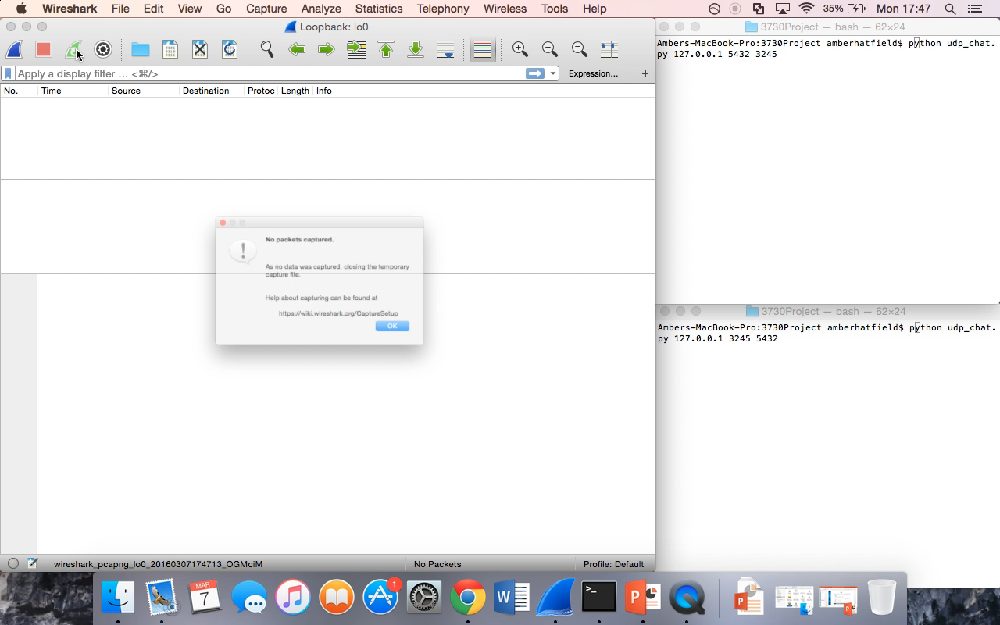 Wireshark File Edit View Go Capture Analyze Statistics Telephony Wireless Tools Help 35% Mon 17:47
Loopback: lo0
Apply a display filter ... <⌘/>
Expression... +
No. Time Source Destination Protoc Length Info
No packets captured.
As no data was captured, closing the temporary
capture file.
Help about capturing can be found at
https://wiki.wireshark.org/CaptureSetup
OK
wireshark_pcapng_lo0_20160307174713_OGMciM No Packets Profile: Default
3730Project — bash — 62×24
Ambers-MacBook-Pro:3730Project amberhatfield$ python udp_chat.
py 127.0.0.1 5432 3245
3730Project — bash — 62×24
Ambers-MacBook-Pro:3730Project amberhatfield$ python udp_chat.
py 127.0.0.1 3245 5432
MAR
7
1
W
>_
P
P
P